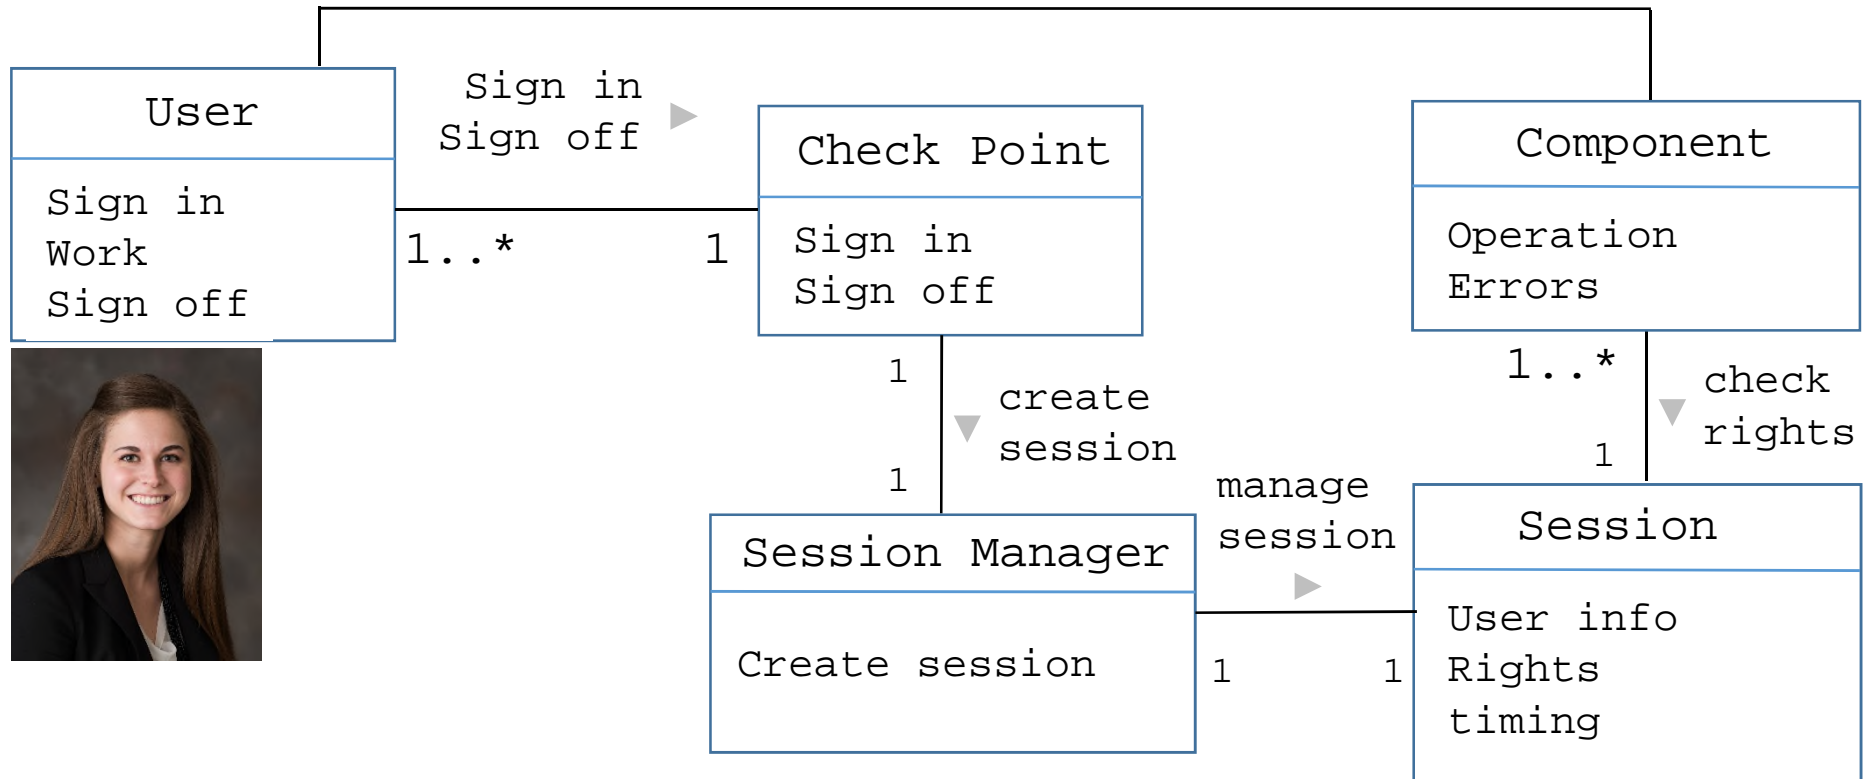 User
Sign in
Work
Sign off
Sign in
Sign off
1..*
1
Check Point
Sign in
Sign off
Component
Operation
Errors
1
create
session
1
1..*
check
rights
1
Session Manager
Create session
manage
session
1
1
Session
User info
Rights
timing